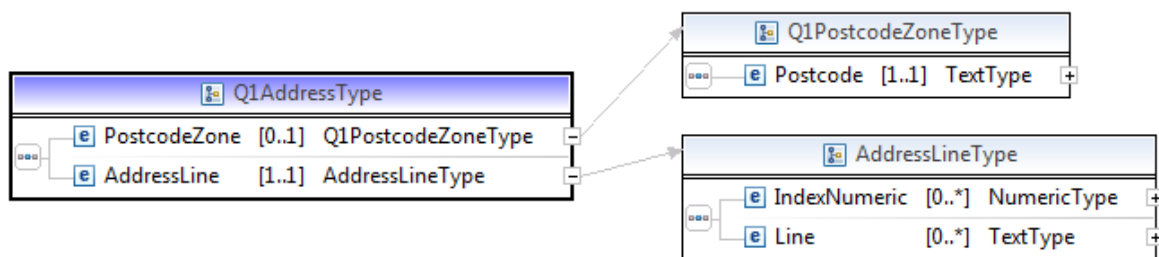 Q1AddressType
e PostcodeZone [0..1] Q1PostcodeZoneType
e AddressLine [1..1] AddressLineType
Q1PostcodeZoneType
e Postcode [1..1] TextType
AddressLineType
e IndexNumeric [0..*] NumericType
e Line [0..*] TextType